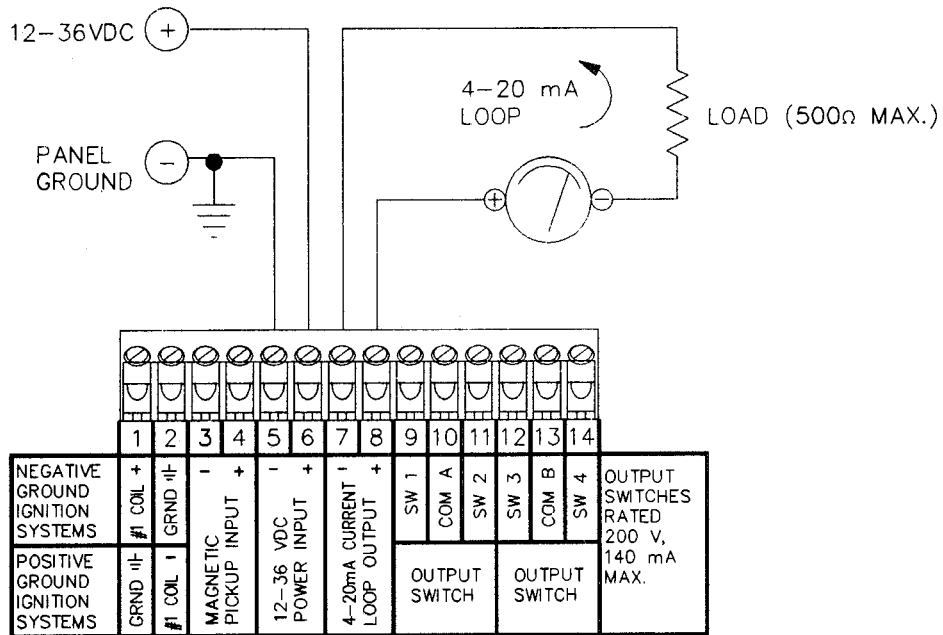 12-36VDC +
4-20 mA
LOOP
LOAD (500Ω MAX.)
PANEL
GROUND
-
+ -
1 2 3 4 5 6 7 8 9 10 11 12 13 14
NEGATIVE
GROUND
IGNITION
SYSTEMS
#1 COIL +
GRND
POSITIVE
GROUND
IGNITION
SYSTEMS
GRND
#1 COIL -
- +
MAGNETIC
PICKUP INPUT
- +
12-36 VDC
POWER INPUT
- +
4-20mA CURRENT
LOOP OUTPUT
SW 1
COM A
SW 2
SW 3
COM B
SW 4
OUTPUT
SWITCH
OUTPUT
SWITCH
OUTPUT
SWITCHES
RATED
200 V,
140 mA
MAX.